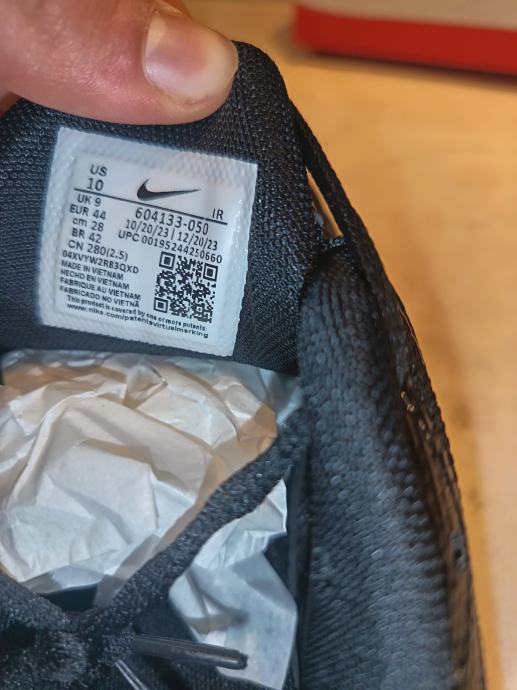 US
10
UK 9
EUR 44
cm 28
BR 42
CN 280(2.5)
604133-050 IR
10/20/23 | 12/20/23
UPC 00195244250660
04XVYW2R83QXD
MADE IN VIETNAM
HECHO EN VIETNAM
FABRIQUE AU VIETNAM
FABRICADO NO VIETNÃ
This product is covered by one or more patents:
www.nike.com/patentsvirtualmarking